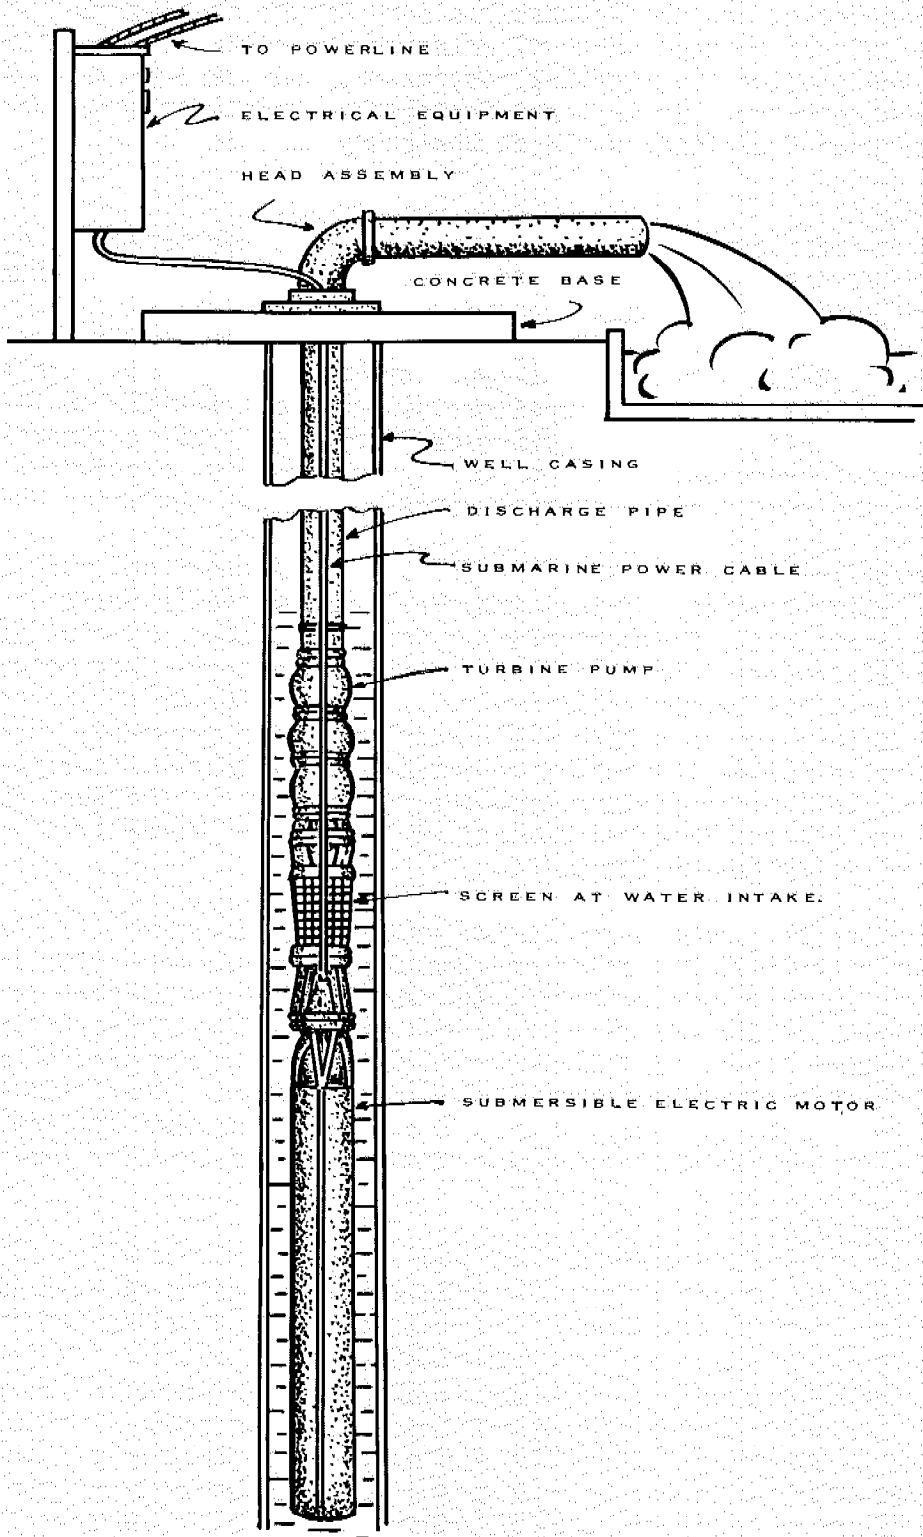 TO POWERLINE
ELECTRICAL EQUIPMENT
HEAD ASSEMBLY
CONCRETE BASE
WELL CASING
DISCHARGE PIPE
SUBMARINE POWER CABLE
TURBINE PUMP
SCREEN AT WATER INTAKE.
SUBMERSIBLE ELECTRIC MOTOR